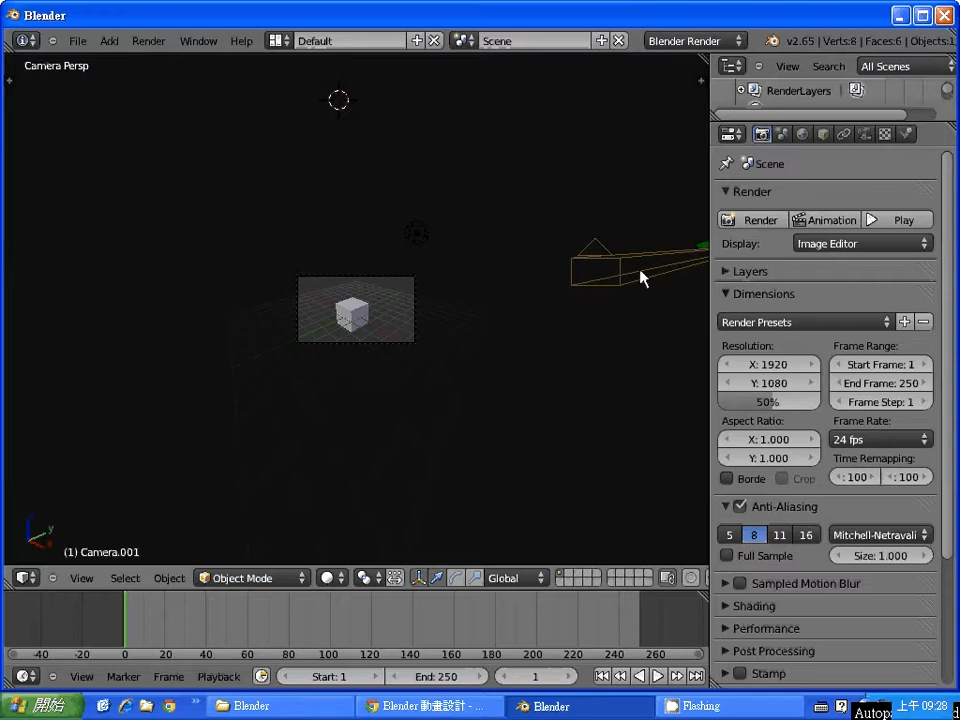 Blender
File Add Render Window Help Default Scene Blender Render v2.65 | Verts:8 | Faces:6 | Objects:1
Camera Persp
View Search All Scenes
RenderLayers
Scene
Render
Render Animation Play
Display: Image Editor
Layers
Dimensions
Render Presets
Resolution: Frame Range:
X: 1920 Start Frame: 1
Y: 1080 End Frame: 250
50% Frame Step: 1
Aspect Ratio: Frame Rate:
X: 1.000 24 fps
Y: 1.000 Time Remapping:
Borde Crop : 100 : 100
Anti-Aliasing
5 8 11 16 Mitchell-Netravali
Full Sample Size: 1.000
Sampled Motion Blur
Shading
Performance
Post Processing
Stamp
(1) Camera.001
View Select Object Object Mode Global
-40 -20 0 20 40 60 80 100 120 140 160 180 200 220 240 260
View Marker Frame Playback Start: 1 End: 250 1
開始 Blender Blender 動畫設計 - ... Blender Flashing 上午 09:28
Autop